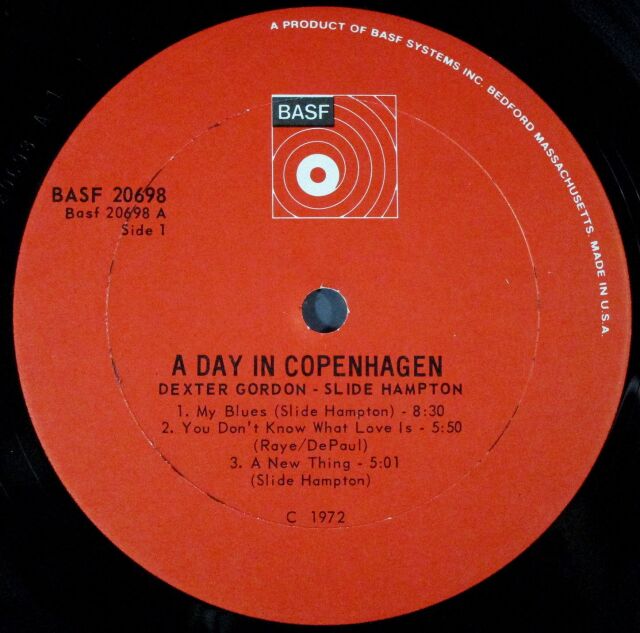 A PRODUCT OF BASF SYSTEMS INC. BEDFORD MASSACHUSETTS. MADE IN U.S.A.
BASF
BASF 20698
Basf 20698 A
Side 1
A DAY IN COPENHAGEN
DEXTER GORDON - SLIDE HAMPTON
1. My Blues (Slide Hampton) - 8:30
2. You Don't Know What Love Is - 5:50
(Raye/DePaul)
3. A New Thing - 5:01
(Slide Hampton)
C 1972